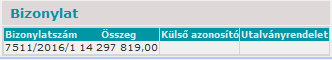 Bizonylat
Bizonylatszám Összeg Külső azonosító Utalványrendelet
7511/2016/1 14 297 819,00